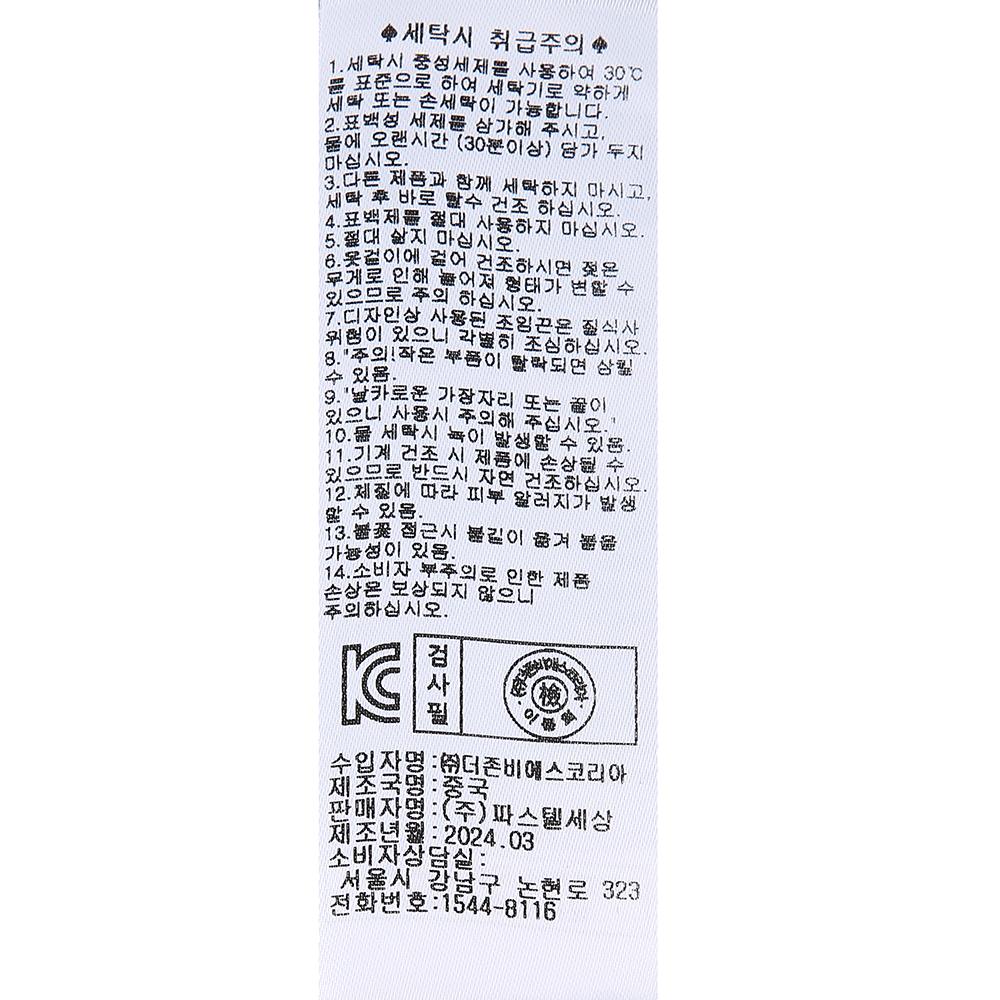 ♠세탁시 취급주의♠
1.세탁시 중성세제를 사용하여 30℃
를 표준으로 하여 세탁기로 약하게
세탁 또는 손세탁이 가능합니다.
2.표백성 세제를 삼가해 주시고,
물에 오랜시간 (30분이상) 담가 두지
마십시오.
3.다른 제품과 함께 세탁하지 마시고,
세탁 후 바로 탈수 건조 하십시오.
4.표백제를 절대 사용하지 마십시오.
5.절대 삶지 마십시오.
6.옷걸이에 걸어 건조하시면 젖은
무게로 인해 늘어져 형태가 변할 수
있으므로 주의 하십시오.
7.디자인상 사용된 조임끈은 질식사
위험이 있으니 각별히 조심하십시오.
8."주의!작은 부품이 탈락되면 삼킬
수 있음.
9."날카로운 가장자리 또는 끝이
있으니 사용시 주의해 주십시오."
10.물 세탁시 녹이 발생할 수 있음.
11.기계 건조 시 제품에 손상될 수
있으므로 반드시 자연 건조하십시오.
12.체질에 따라 피부 알러지가 발생
할 수 있음.
13.불꽃 접근시 불길이 옮겨 붙을
가능성이 있음.
14.소비자 부주의로 인한 제품
손상은 보상되지 않으니
주의하십시오.
KC
검사필
(주)더존비에스코리아
檢
수입자명:㈜더존비에스코리아
제조국명:중국
판매자명:(주)파스텔세상
제조년월:2024.03
소비자상담실:
서울시 강남구 논현로 323
전화번호:1544-8116